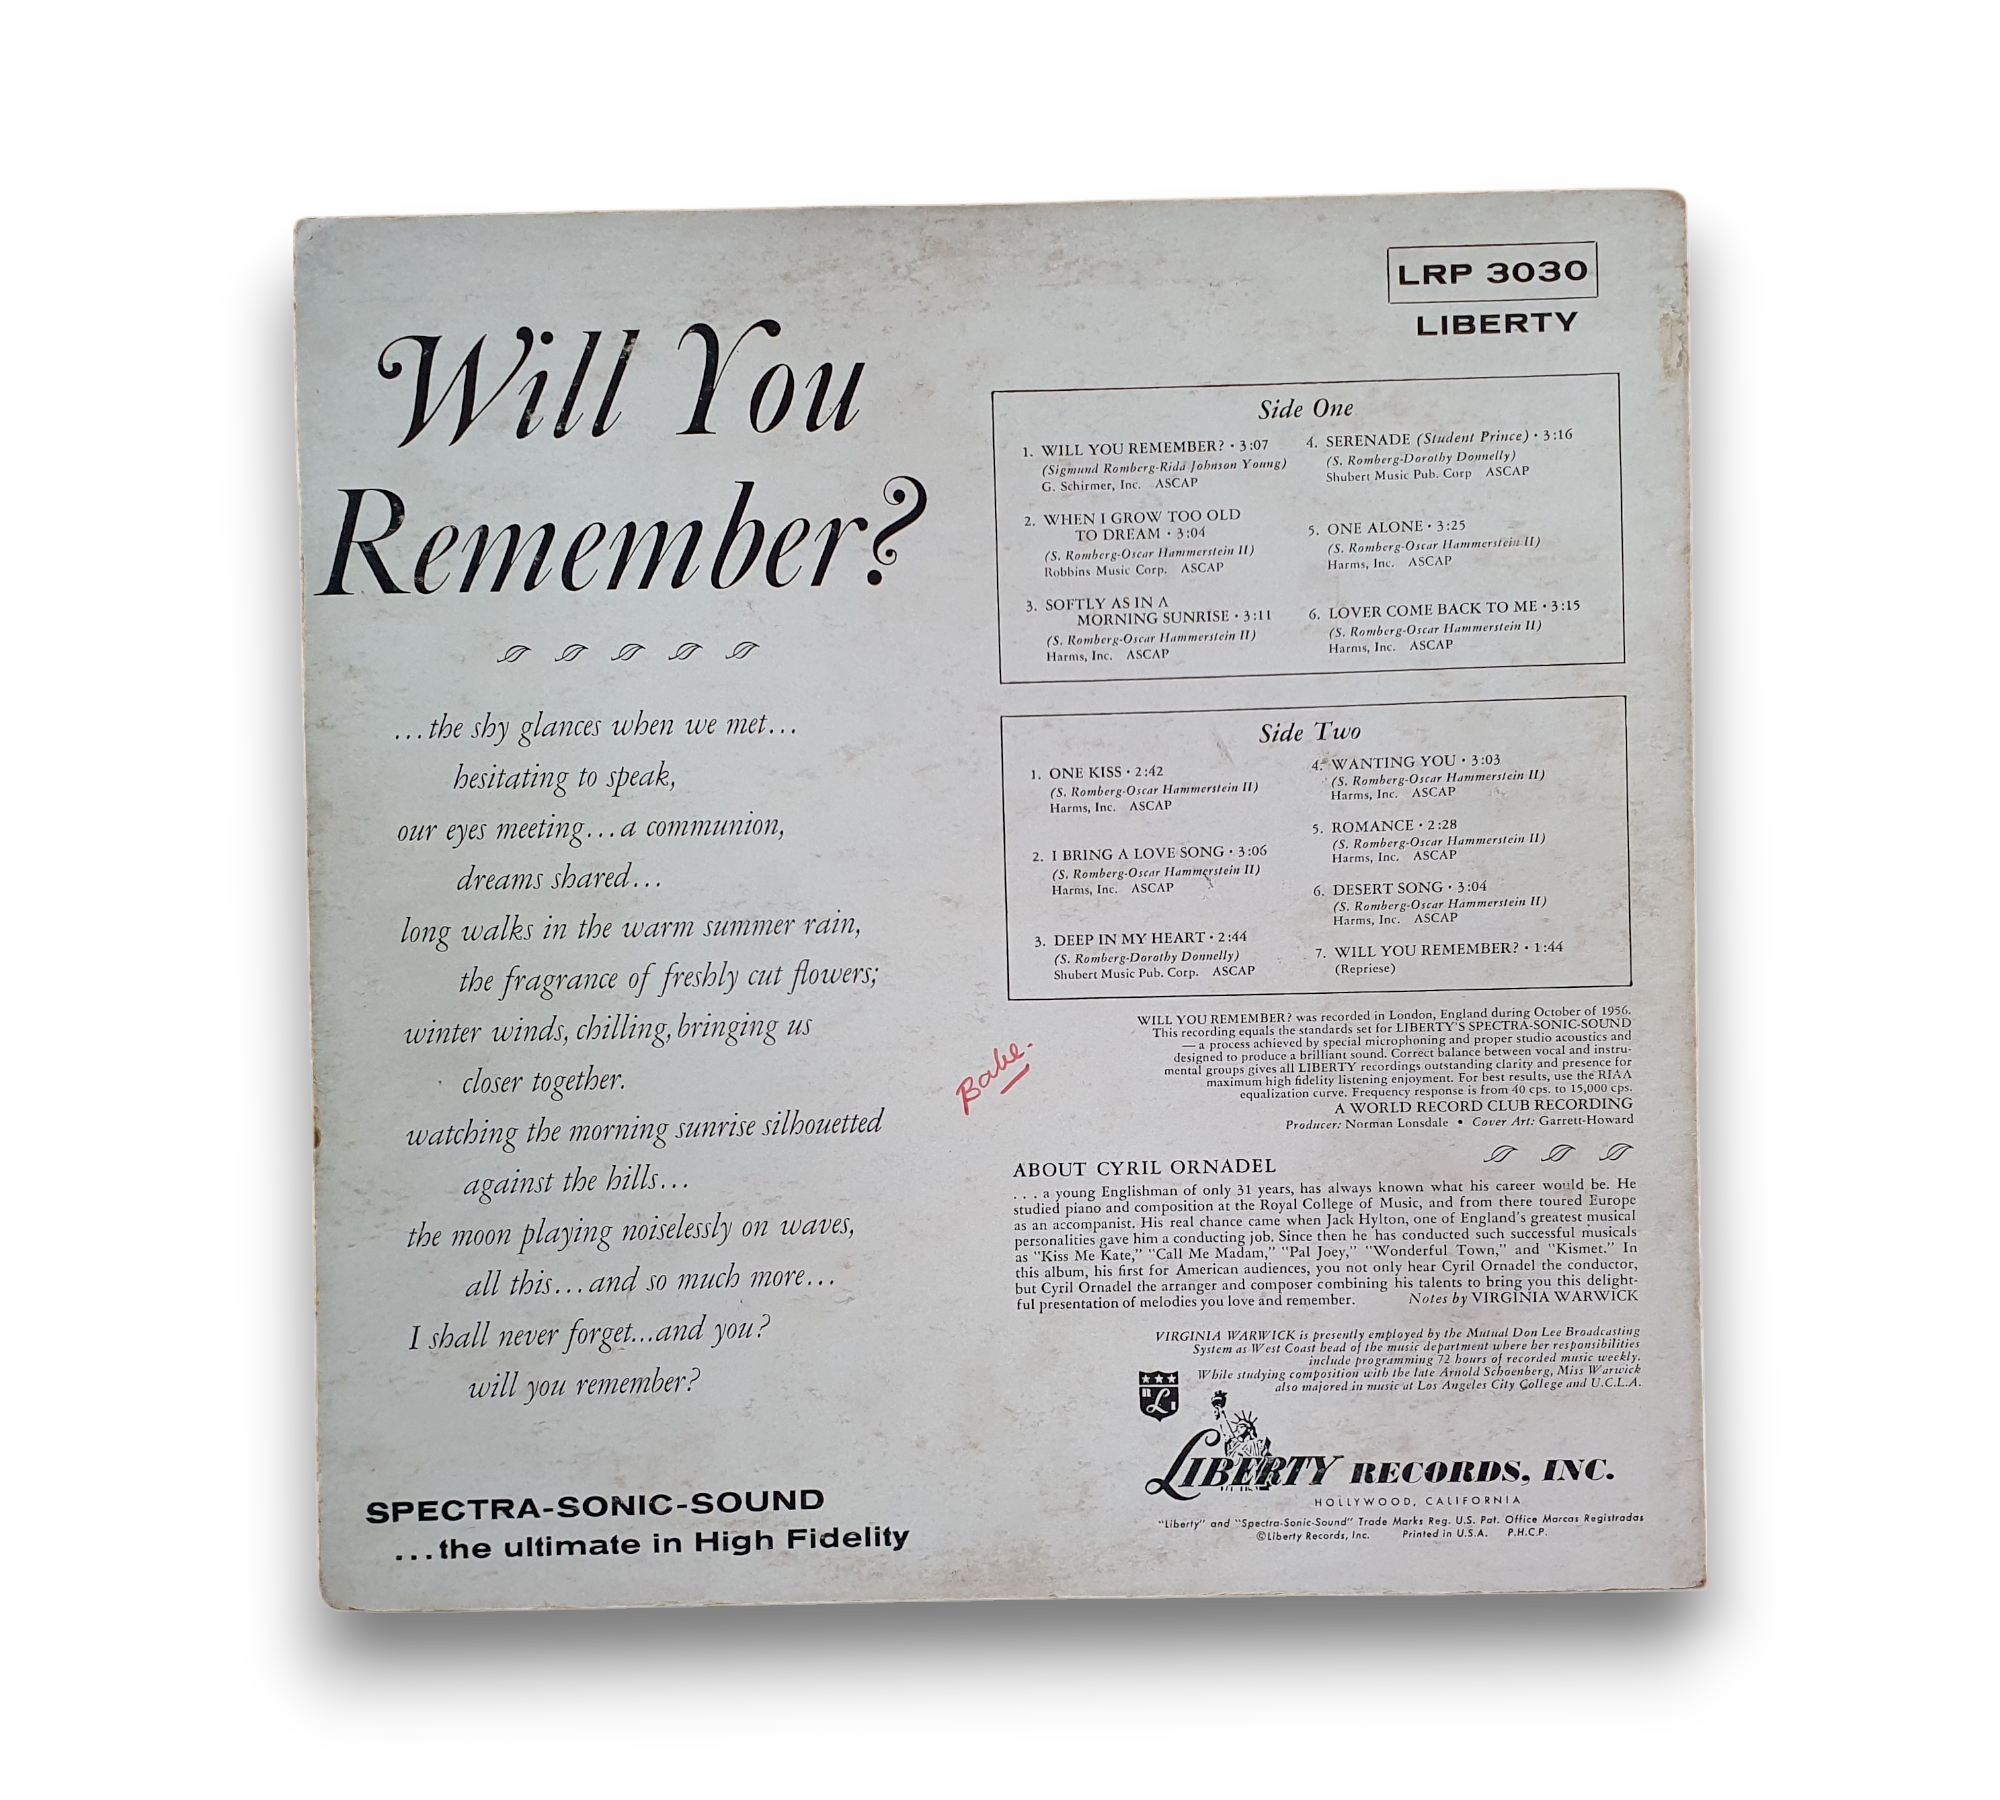 LRP 3030
LIBERTY
Will You
Remember?
...the shy glances when we met...
hesitating to speak,
our eyes meeting...a communion,
dreams shared...
long walks in the warm summer rain,
the fragrance of freshly cut flowers;
winter winds, chilling, bringing us
closer together.
watching the morning sunrise silhouetted
against the hills...
the moon playing noiselessly on waves,
all this...and so much more...
I shall never forget...and you?
will you remember?
SPECTRA-SONIC-SOUND
...the ultimate in High Fidelity
Side One
1. WILL YOU REMEMBER? • 3:07
(Sigmund Romberg-Rida Johnson Young)
G. Schirmer, Inc. ASCAP
2. WHEN I GROW TOO OLD
TO DREAM • 3:04
(S. Romberg-Oscar Hammerstein II)
Robbins Music Corp. ASCAP
3. SOFTLY AS IN A
MORNING SUNRISE • 3:11
(S. Romberg-Oscar Hammerstein II)
Harms, Inc. ASCAP
4. SERENADE (Student Prince) • 3:16
(S. Romberg-Dorothy Donnelly)
Shubert Music Pub. Corp ASCAP
5. ONE ALONE • 3:25
(S. Romberg-Oscar Hammerstein II)
Harms, Inc. ASCAP
6. LOVER COME BACK TO ME • 3:15
(S. Romberg-Oscar Hammerstein II)
Harms, Inc. ASCAP
Side Two
1. ONE KISS • 2:42
(S. Romberg-Oscar Hammerstein II)
Harms, Inc. ASCAP
2. I BRING A LOVE SONG • 3:06
(S. Romberg-Oscar Hammerstein II)
Harms, Inc. ASCAP
3. DEEP IN MY HEART • 2:44
(S. Romberg-Dorothy Donnelly)
Shubert Music Pub. Corp. ASCAP
4. WANTING YOU • 3:03
(S. Romberg-Oscar Hammerstein II)
Harms, Inc. ASCAP
5. ROMANCE • 2:28
(S. Romberg-Oscar Hammerstein II)
Harms, Inc. ASCAP
6. DESERT SONG • 3:04
(S. Romberg-Oscar Hammerstein II)
Harms, Inc. ASCAP
7. WILL YOU REMEMBER? • 1:44
(Repriese)
Babe.
WILL YOU REMEMBER? was recorded in London, England during October of 1956.
This recording equals the standards set for LIBERTY'S SPECTRA-SONIC-SOUND
— a process achieved by special microphoning and proper studio acoustics and
designed to produce a brilliant sound. Correct balance between vocal and instru-
mental groups gives all LIBERTY recordings outstanding clarity and presence for
maximum high fidelity listening enjoyment. For best results, use the RIAA
equalization curve. Frequency response is from 40 cps. to 15,000 cps.
A WORLD RECORD CLUB RECORDING
Producer: Norman Lonsdale • Cover Art: Garrett-Howard
ABOUT CYRIL ORNADEL
. . . a young Englishman of only 31 years, has always known what his career would be. He
studied piano and composition at the Royal College of Music, and from there toured Europe
as an accompanist. His real chance came when Jack Hylton, one of England's greatest musical
personalities gave him a conducting job. Since then he has conducted such successful musicals
as "Kiss Me Kate," "Call Me Madam," "Pal Joey," "Wonderful Town," and "Kismet." In
this album, his first for American audiences, you not only hear Cyril Ornadel the conductor,
but Cyril Ornadel the arranger and composer combining his talents to bring you this delight-
ful presentation of melodies you love and remember. Notes by VIRGINIA WARWICK
VIRGINIA WARWICK is presently employed by the Mutual Don Lee Broadcasting
System as West Coast head of the music department where her responsibilities
include programming 72 hours of recorded music weekly.
While studying composition with the late Arnold Schoenberg, Miss Warwick
also majored in music at Los Angeles City College and U.C.L.A.
R L I
LIBERTY RECORDS, INC.
HOLLYWOOD, CALIFORNIA
"Liberty" and "Spectra-Sonic-Sound" Trade Marks Reg. U.S. Pat. Office Marcas Registradas
©Liberty Records, Inc. Printed in U.S.A. P.H.C.P.